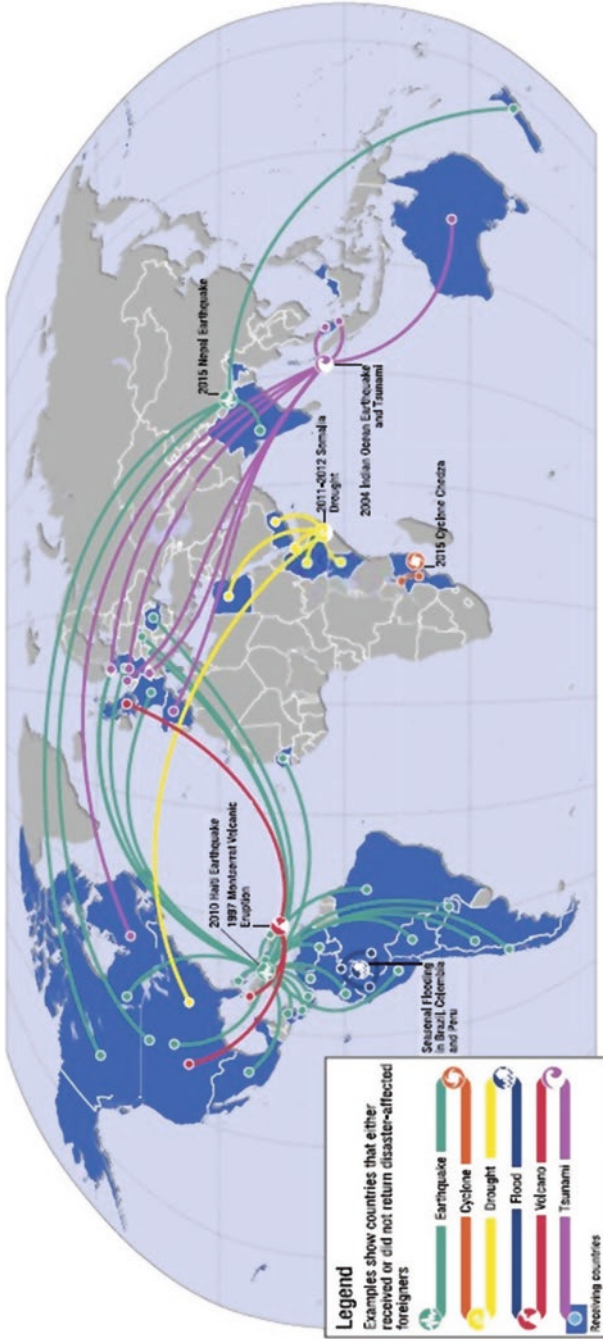 2015 Nepal Earthquake
2011–2012 Somalia
Drought
2004 Indian Ocean Earthquake
and Tsunami
2015 Cyclone Chedza
2010 Haiti Earthquake
1997 Montserrat Volcanic
Eruption
Seasonal Flooding
in Brazil, Colombia
and Peru
Legend
Examples show countries that either
received or did not return disaster-affected
foreigners
Earthquake
Cyclone
Drought
Flood
Volcano
Tsunami
Receiving countries